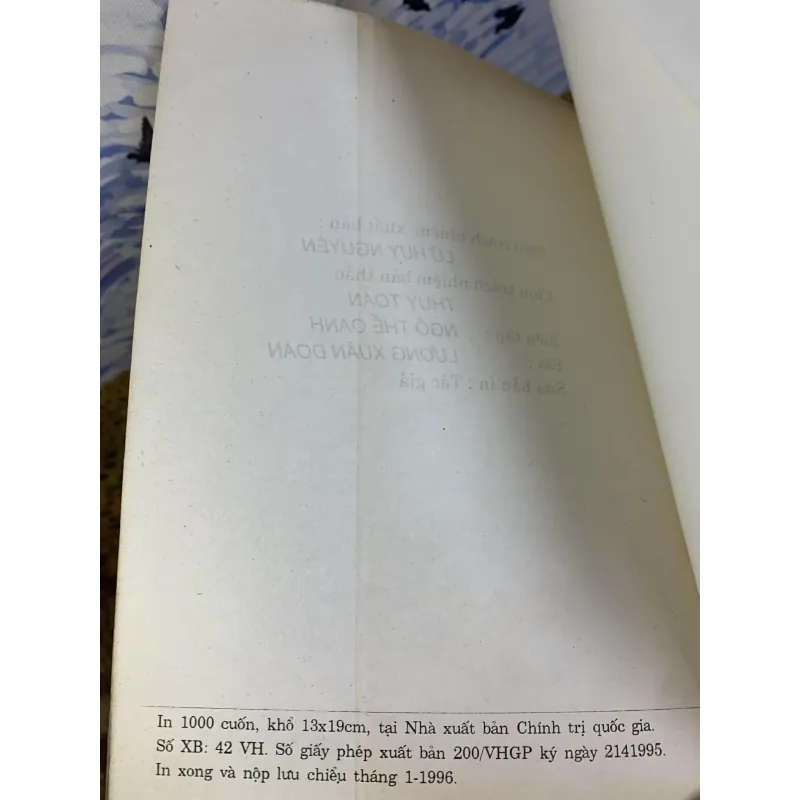 Chịu trách nhiệm xuất bản :
LỮ HUY NGUYÊN
Chịu trách nhiệm bản thảo
THUÝ TOÀN
Biên tập : NGÔ THẾ OANH
Bìa : LƯƠNG XUÂN ĐOÀN
Sửa bản in : Tác giả
In 1000 cuốn, khổ 13x19cm, tại Nhà xuất bản Chính trị quốc gia.
Số XB: 42 VH. Số giấy phép xuất bản 200/VHGP ký ngày 2141995.
In xong và nộp lưu chiểu tháng 1-1996.